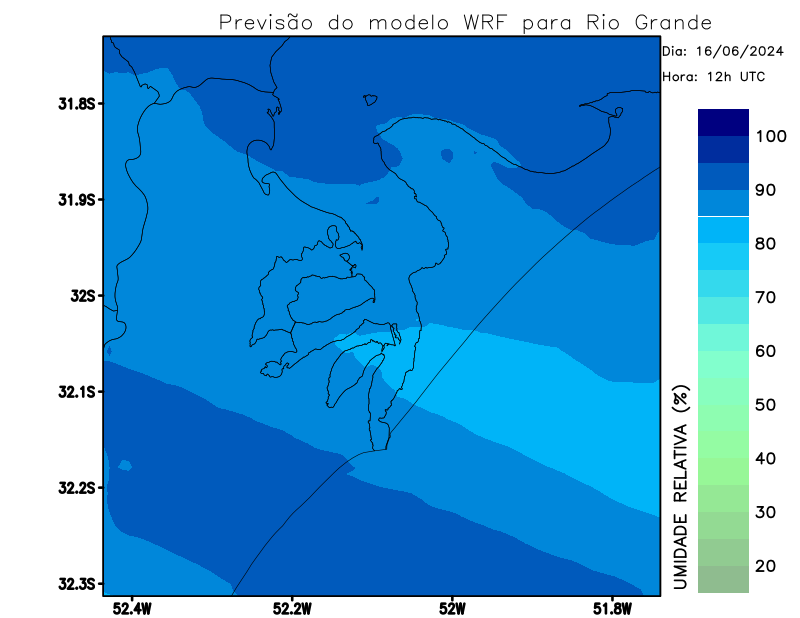 Previsão do modelo WRF para Rio Grande
Dia: 16/06/2024
Hora: 12h UTC
31.8S
31.9S
32S
32.1S
32.2S
32.3S
52.4W
52.2W
52W
51.8W
UMIDADE RELATIVA (%)
100
90
80
70
60
50
40
30
20